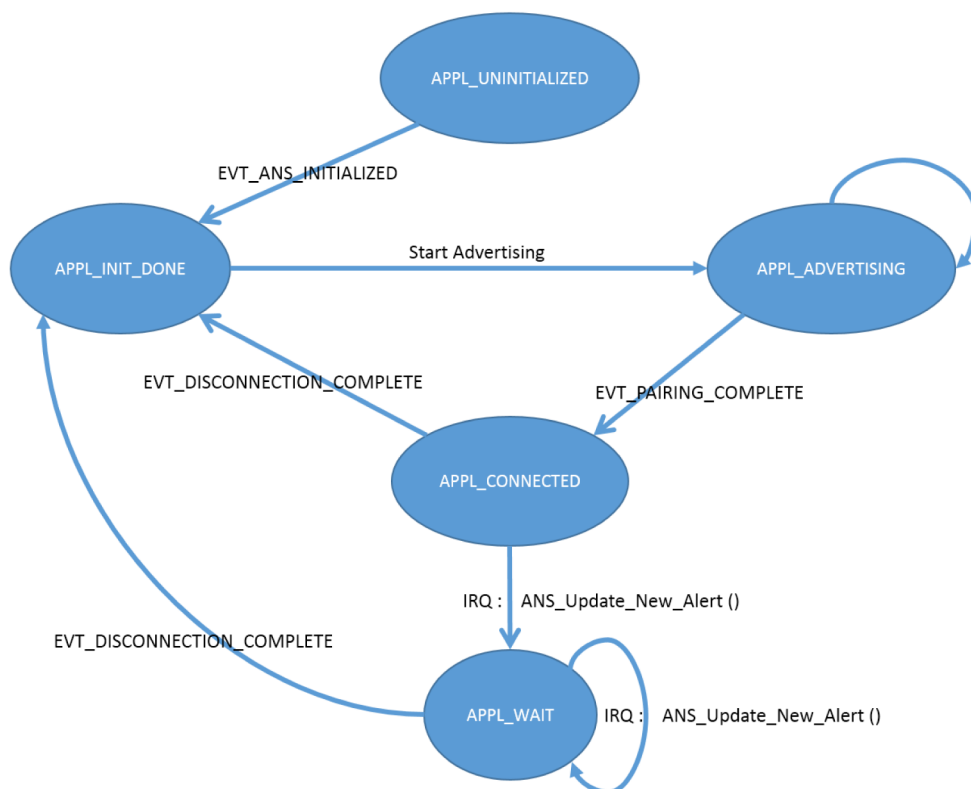 APPL_UNINITIALIZED
EVT_ANS_INITIALIZED
APPL_INIT_DONE
Start Advertising
APPL_ADVERTISING
EVT_DISCONNECTION_COMPLETE
EVT_PAIRING_COMPLETE
APPL_CONNECTED
IRQ : ANS_Update_New_Alert ()
EVT_DISCONNECTION_COMPLETE
APPL_WAIT
IRQ : ANS_Update_New_Alert ()